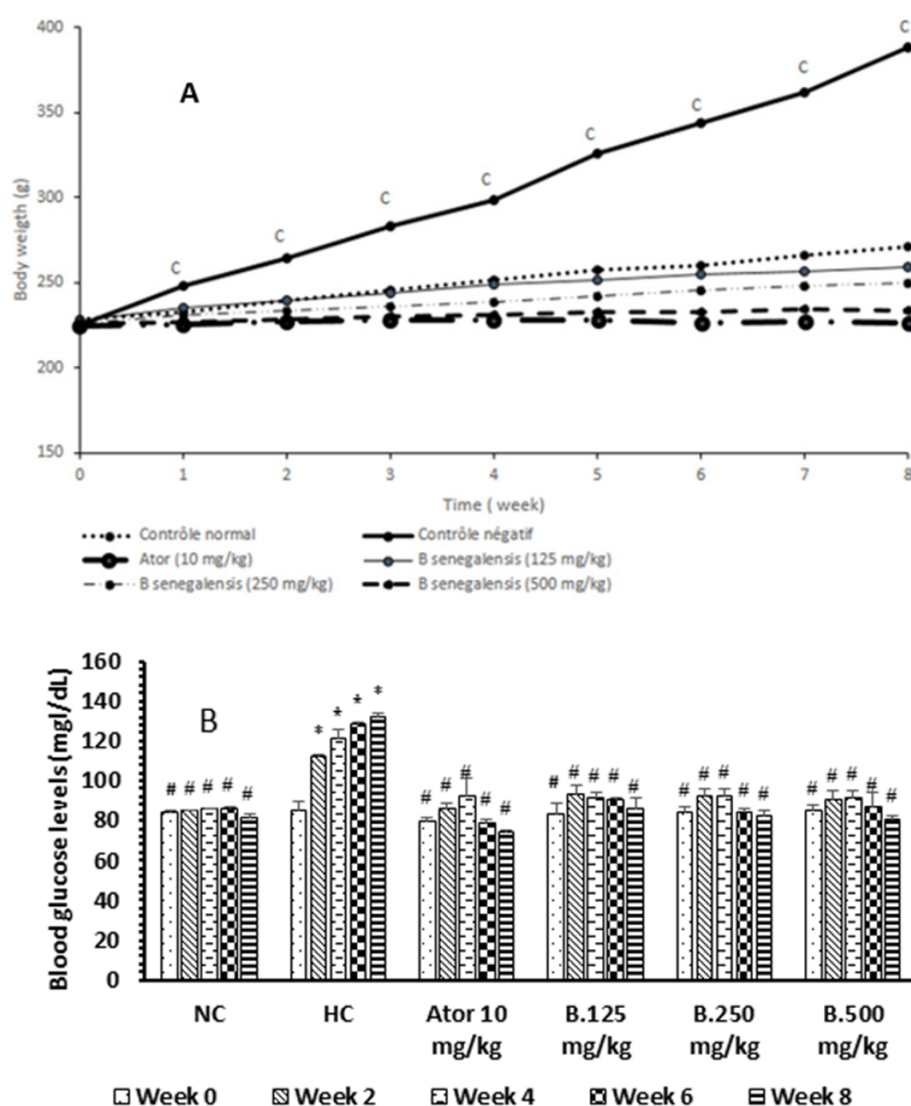 400
A
C C C C C C C C
350
300
250
200
150
Body weigth (g)
0 1 2 3 4 5 6 7 8
Time ( week)
Contrôle normal Contrôle négatif
Ator (10 mg/kg) B senegalensis (125 mg/kg)
B senegalensis (250 mg/kg) B senegalensis (500 mg/kg)
Blood glucose levels (mgl/dL)
160
140
120
100
80
60
40
20
0
B
# # # # #
* * * *
# # # # #
# # # # #
# # # # #
# # # # #
NC HC Ator 10 B.125 B.250 B.500
mg/kg mg/kg mg/kg mg/kg
Week 0 Week 2 Week 4 Week 6 Week 8